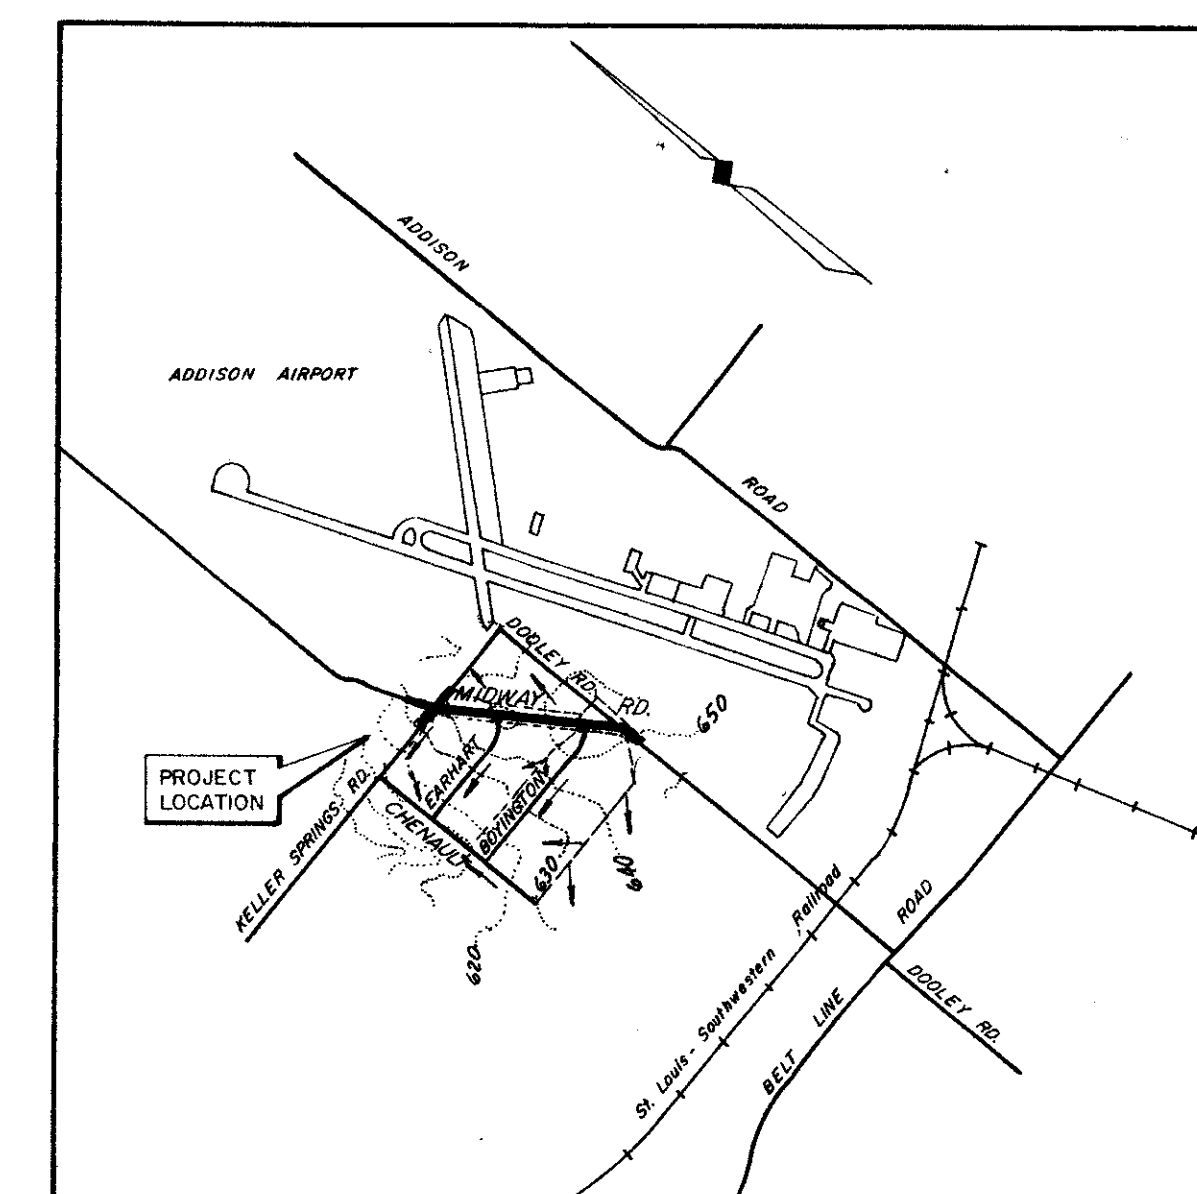 ADDISON
ADDISON AIRPORT
ROAD
DOOLEY RD.
MIDWAY RD.
650
PROJECT
LOCATION
EARHART
BOYINGTON
KELLER SPRINGS RD.
CHENAULT
630
640
620
St. Louis - Southwestern Railroad
BELT LINE ROAD
DOOLEY RD.